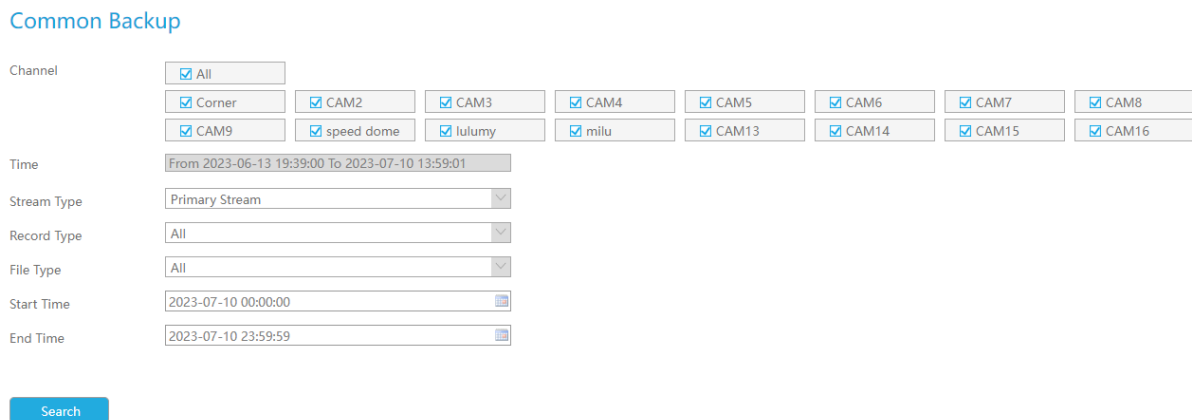 Common Backup
Channel All
Corner CAM2 CAM3 CAM4 CAM5 CAM6 CAM7 CAM8
CAM9 speed dome lulumy milu CAM13 CAM14 CAM15 CAM16
Time From 2023-06-13 19:39:00 To 2023-07-10 13:59:01
Stream Type Primary Stream
Record Type All
File Type All
Start Time 2023-07-10 00:00:00
End Time 2023-07-10 23:59:59
Search